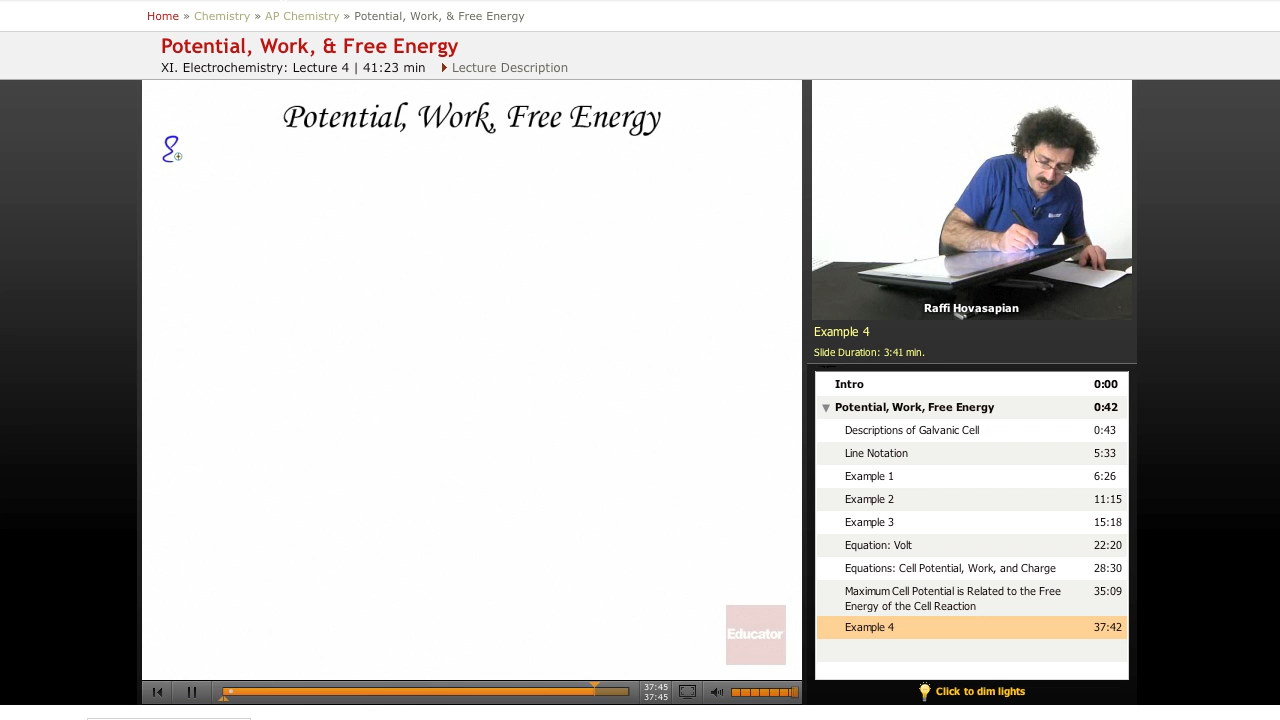 Home » Chemistry » AP Chemistry » Potential, Work, & Free Energy
Potential, Work, & Free Energy
XI. Electrochemistry: Lecture 4 | 41:23 min Lecture Description
Potential, Work, Free Energy
Educator
Raffi Hovasapian
Example 4
Slide Duration: 3:41 min.
Intro 0:00
Potential, Work, Free Energy 0:42
Descriptions of Galvanic Cell 0:43
Line Notation 5:33
Example 1 6:26
Example 2 11:15
Example 3 15:18
Equation: Volt 22:20
Equations: Cell Potential, Work, and Charge 28:30
Maximum Cell Potential is Related to the Free 35:09
Energy of the Cell Reaction
Example 4 37:42
Educator
37:45
37:45
Click to dim lights